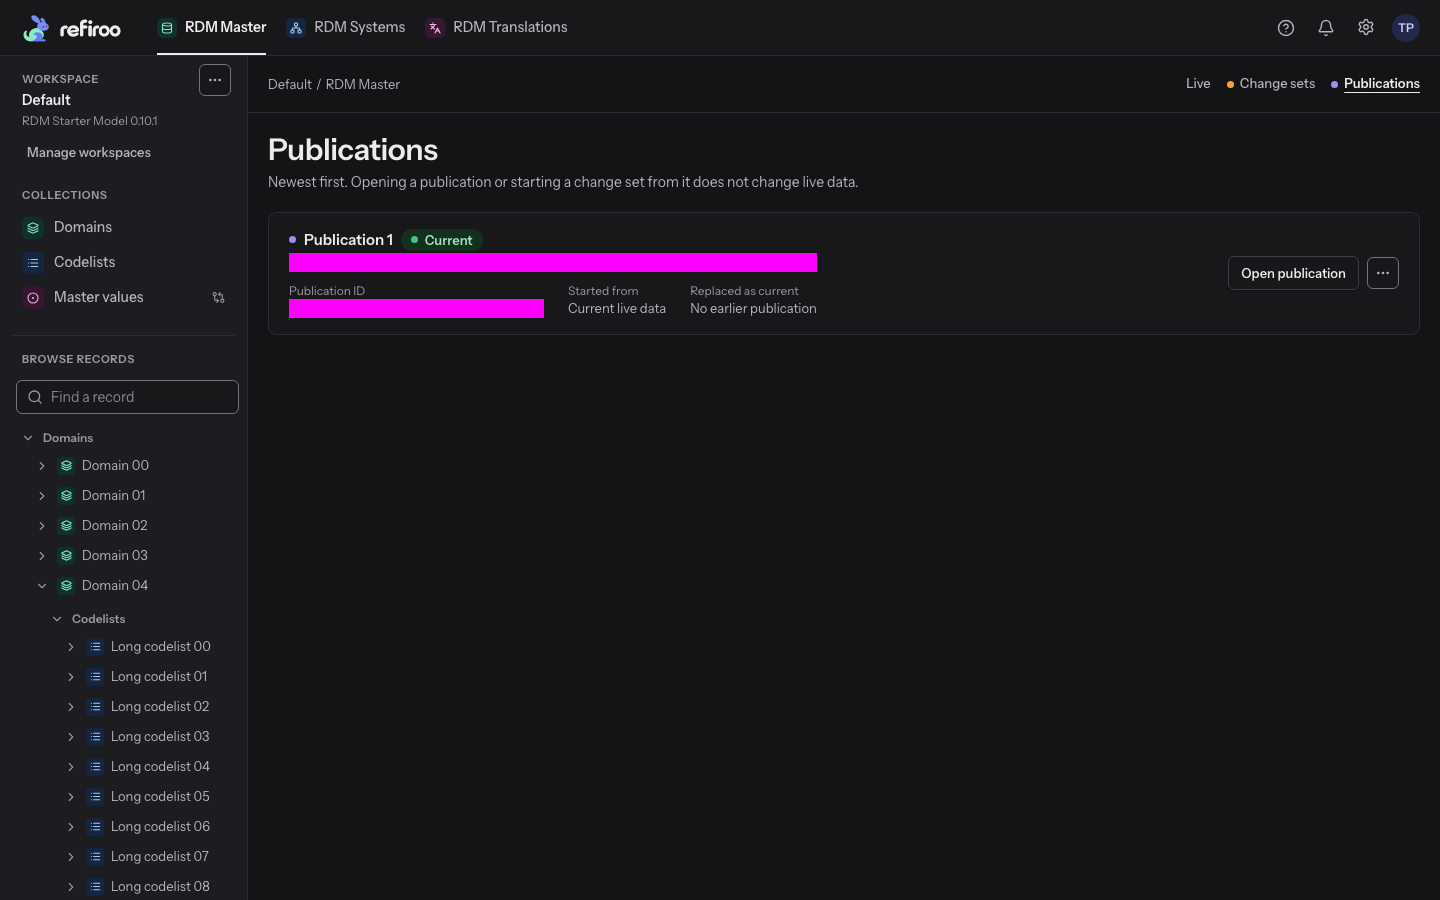 refiroo
RDM Master
RDM Systems
RDM Translations
TP
WORKSPACE
Default
RDM Starter Model 0.10.1
Manage workspaces
COLLECTIONS
Domains
Codelists
Master values
BROWSE RECORDS
Find a record
Domains
Domain 00
Domain 01
Domain 02
Domain 03
Domain 04
Codelists
Long codelist 00
Long codelist 01
Long codelist 02
Long codelist 03
Long codelist 04
Long codelist 05
Long codelist 06
Long codelist 07
Long codelist 08
Default / RDM Master
Live
Change sets
Publications
Publications
Newest first. Opening a publication or starting a change set from it does not change live data.
Publication 1
Current
Publication ID
Started from
Current live data
Replaced as current
No earlier publication
Open publication